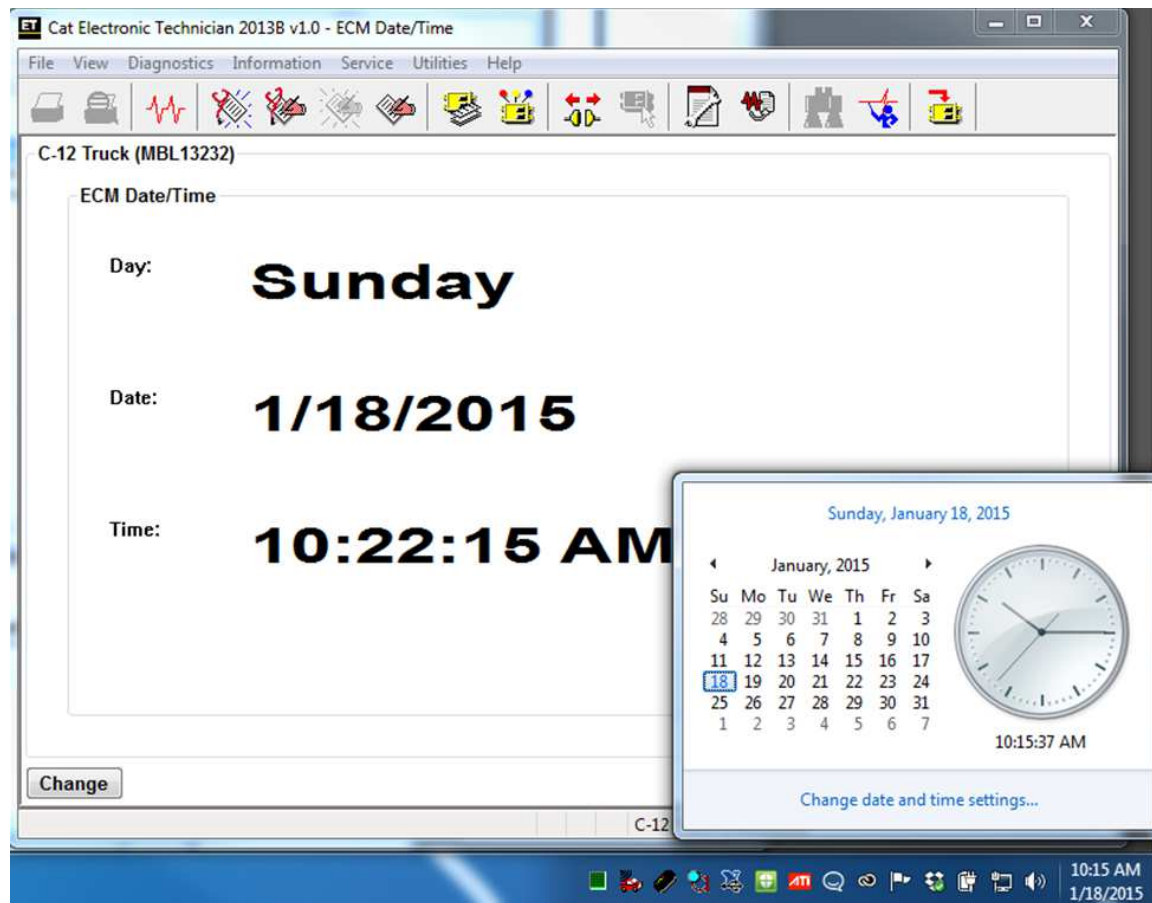 ET Cat Electronic Technician 2013B v1.0 - ECM Date/Time
File View Diagnostics Information Service Utilities Help
C-12 Truck (MBL13232)
ECM Date/Time
Day: Sunday
Date: 1/18/2015
Time: 10:22:15 AM
Change
C-12
Sunday, January 18, 2015
January, 2015
Su Mo Tu We Th Fr Sa
28 29 30 31 1 2 3
4 5 6 7 8 9 10
11 12 13 14 15 16 17
18 19 20 21 22 23 24
25 26 27 28 29 30 31
1 2 3 4 5 6 7
10:15:37 AM
Change date and time settings...
ATI
10:15 AM
1/18/2015